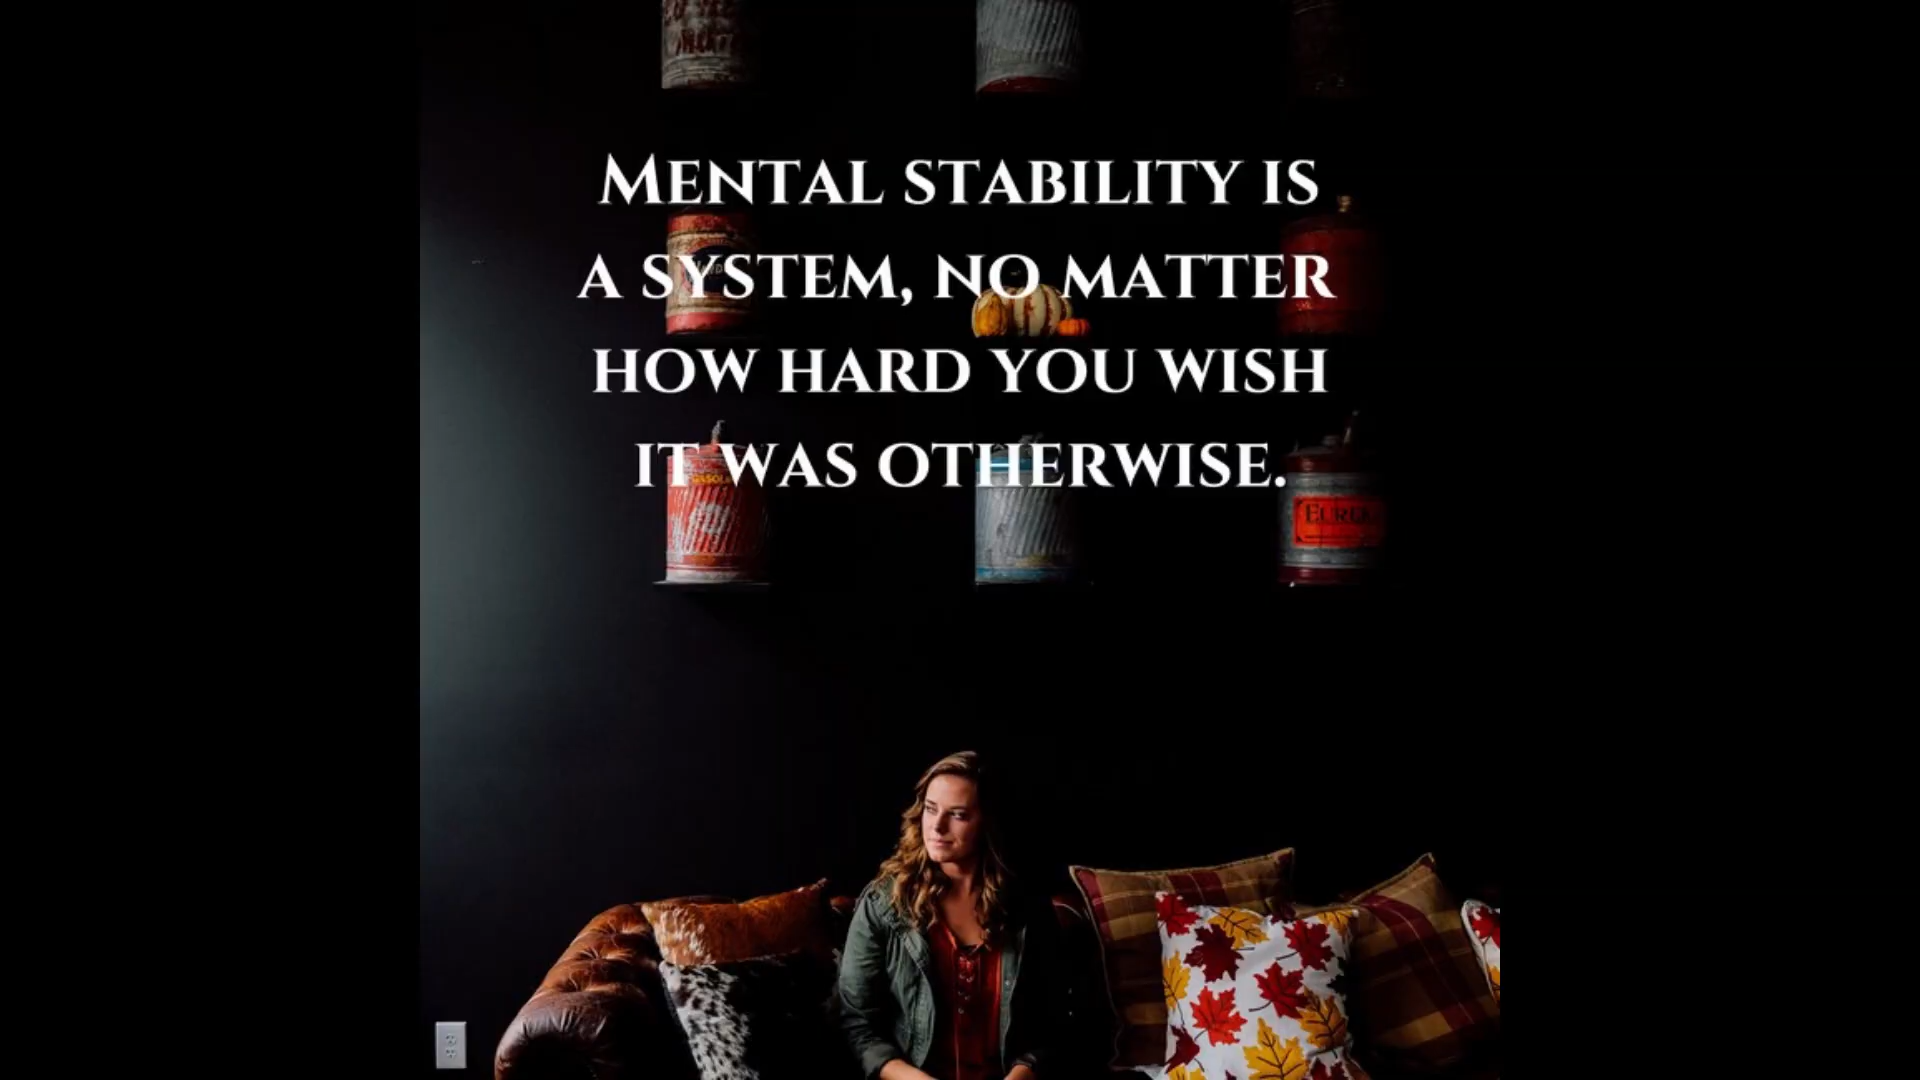 Mental stability is
a system, no matter
how hard you wish
it was otherwise.